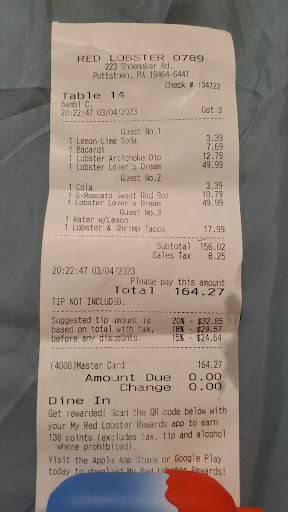 RED LOBSTER 0789
223 Shoemaker Rd.
Pottstown, PA 19464-6441
Check # :34722
Table 14
Bambi C. Gst 3
20:22:47 03/04/2023
Guest No.1
1 Lemon-Lime Soda 3.39
1 Bacardi 7.69
1 Lobster Artichoke Dip 12.79
1 Lobster Lover's Dream 49.99
Guest No.2
1 Cola 3.39
1 G-Roscato Sweet Red 9oz 10.79
1 Lobster Lover's Dream 49.99
Guest No.3
1 Water w/Lemon
1 Lobster & Shrimp Tacos 17.99
Subtotal 156.02
Sales Tax 8.25
20:22:47 03/04/2023
Please pay this amount
Total 164.27
TIP NOT INCLUDED.
Suggested tip amount is 20% - $32.85
based on total with tax, 18% - $29.57
before any discounts. 15% - $24.64
(4008)Master Card 164.27
Amount Due 0.00
Change 0.00
Dine In
Get rewarded! Scan the QR code below with
your My Red Lobster Rewards app to earn
138 points (excludes tax, tip and alcohol
where prohibited).
Visit the Apple App Store or Google Play
today to download My Red Lobster Rewards!